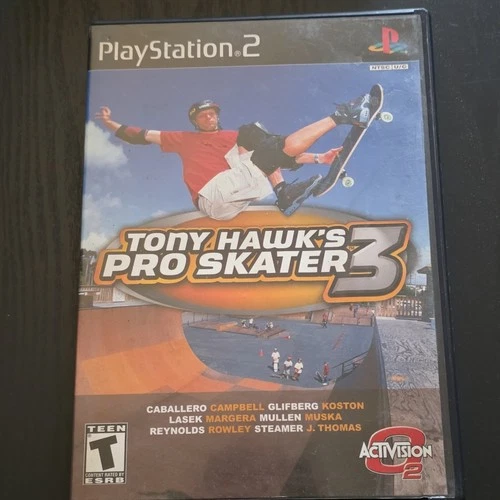 PlayStation®2
NTSC U/C
TONY HAWK'S
PRO SKATER 3
CABALLERO CAMPBELL GLIFBERG KOSTON
LASEK MARGERA MULLEN MUSKA
REYNOLDS ROWLEY STEAMER J. THOMAS
TEEN
T
CONTENT RATED BY
ESRB
ACTIVISION
O2